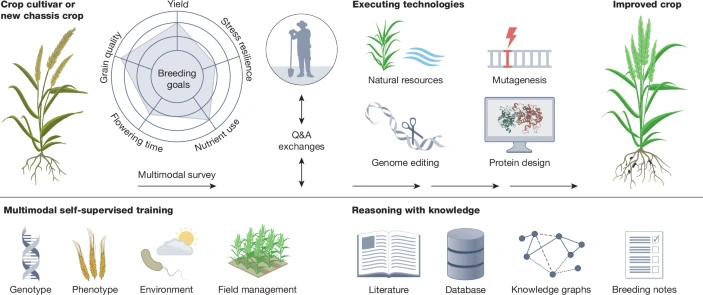 Crop cultivar or
new chassis crop
Yield
Stress resilience
Nutrient use
Flowering time
Grain quality
Breeding
goals
Multimodal survey
Q&A
exchanges
Executing technologies
Natural resources
Mutagenesis
Genome editing
Protein design
Improved crop
Multimodal self-supervised training
Genotype
Phenotype
Environment
Field management
Reasoning with knowledge
Literature
Database
Knowledge graphs
Breeding notes